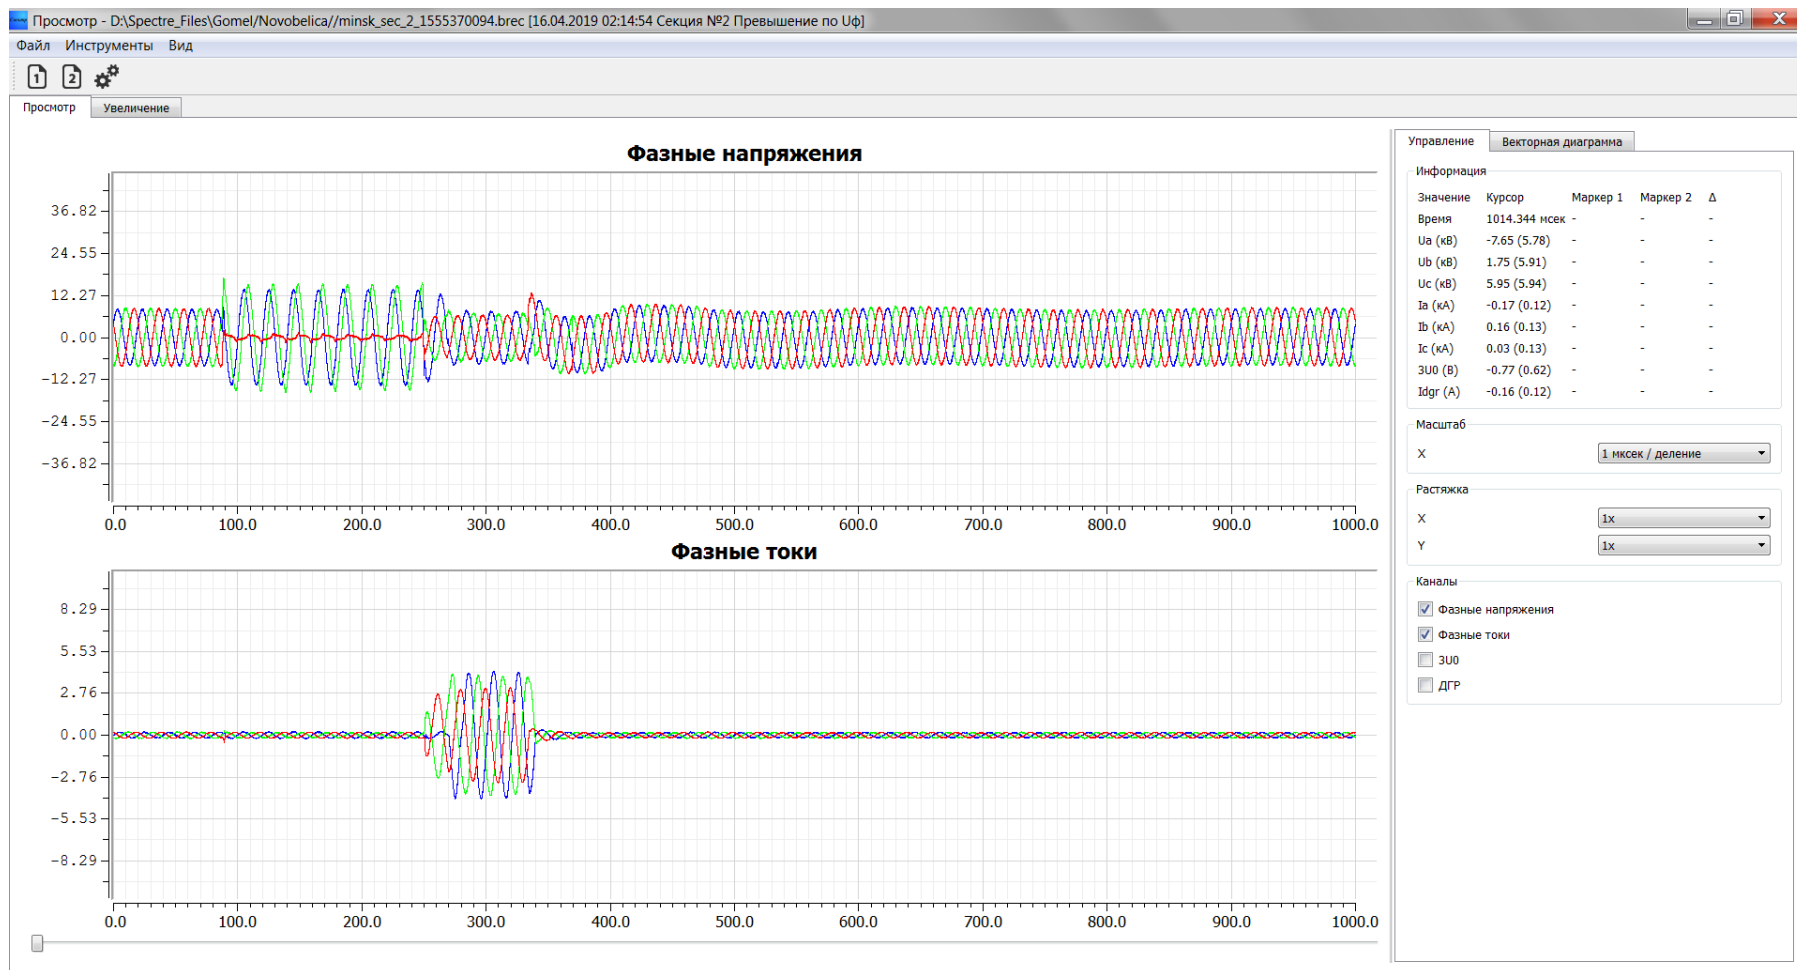 Просмотр - D:\Spectre_Files\Gomel/Novobelica//minsk_sec_2_1555370094.brec [16.04.2019 02:14:54 Секция №2 Превышение по Uф]
Файл Инструменты Вид
1 2
Просмотр Увеличение
Фазные напряжения
36.82
24.55
12.27
0.00
-12.27
-24.55
-36.82
0.0 100.0 200.0 300.0 400.0 500.0 600.0 700.0 800.0 900.0 1000.0
Фазные токи
8.29
5.53
2.76
0.00
-2.76
-5.53
-8.29
0.0 100.0 200.0 300.0 400.0 500.0 600.0 700.0 800.0 900.0 1000.0
Управление Векторная диаграмма
Информация
Значение Курсор Маркер 1 Маркер 2 Δ
Время 1014.344 мсек - - -
Ua (кВ) -7.65 (5.78) - - -
Ub (кВ) 1.75 (5.91) - - -
Uc (кВ) 5.95 (5.94) - - -
Ia (кА) -0.17 (0.12) - - -
Ib (кА) 0.16 (0.13) - - -
Ic (кА) 0.03 (0.13) - - -
3U0 (В) -0.77 (0.62) - - -
Idgr (А) -0.16 (0.12) - - -
Масштаб
X 1 мксек / деление
Растяжка
X 1x
Y 1x
Каналы
Фазные напряжения
Фазные токи
3U0
ДГР